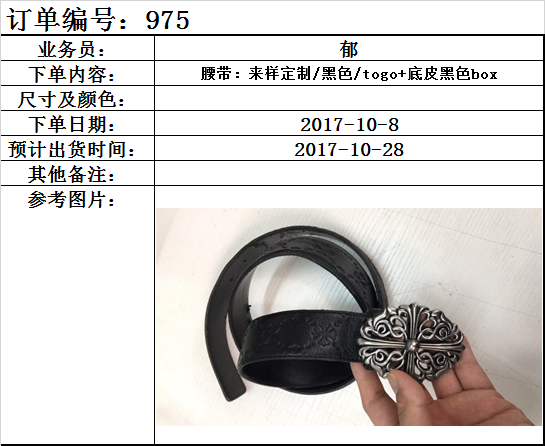 订单编号：975
业务员： 郁
下单内容： 腰带：来样定制/黑色/togo+底皮黑色box
尺寸及颜色：
下单日期： 2017-10-8
预计出货时间： 2017-10-28
其他备注：
参考图片：